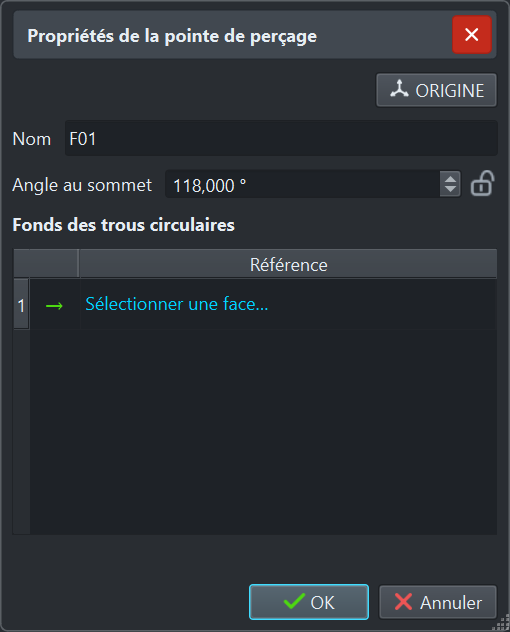 Propriétés de la pointe de perçage
ORIGINE
Nom F01
Angle au sommet 118,000 °
Fonds des trous circulaires
Référence
1 → Sélectionner une face...
OK Annuler